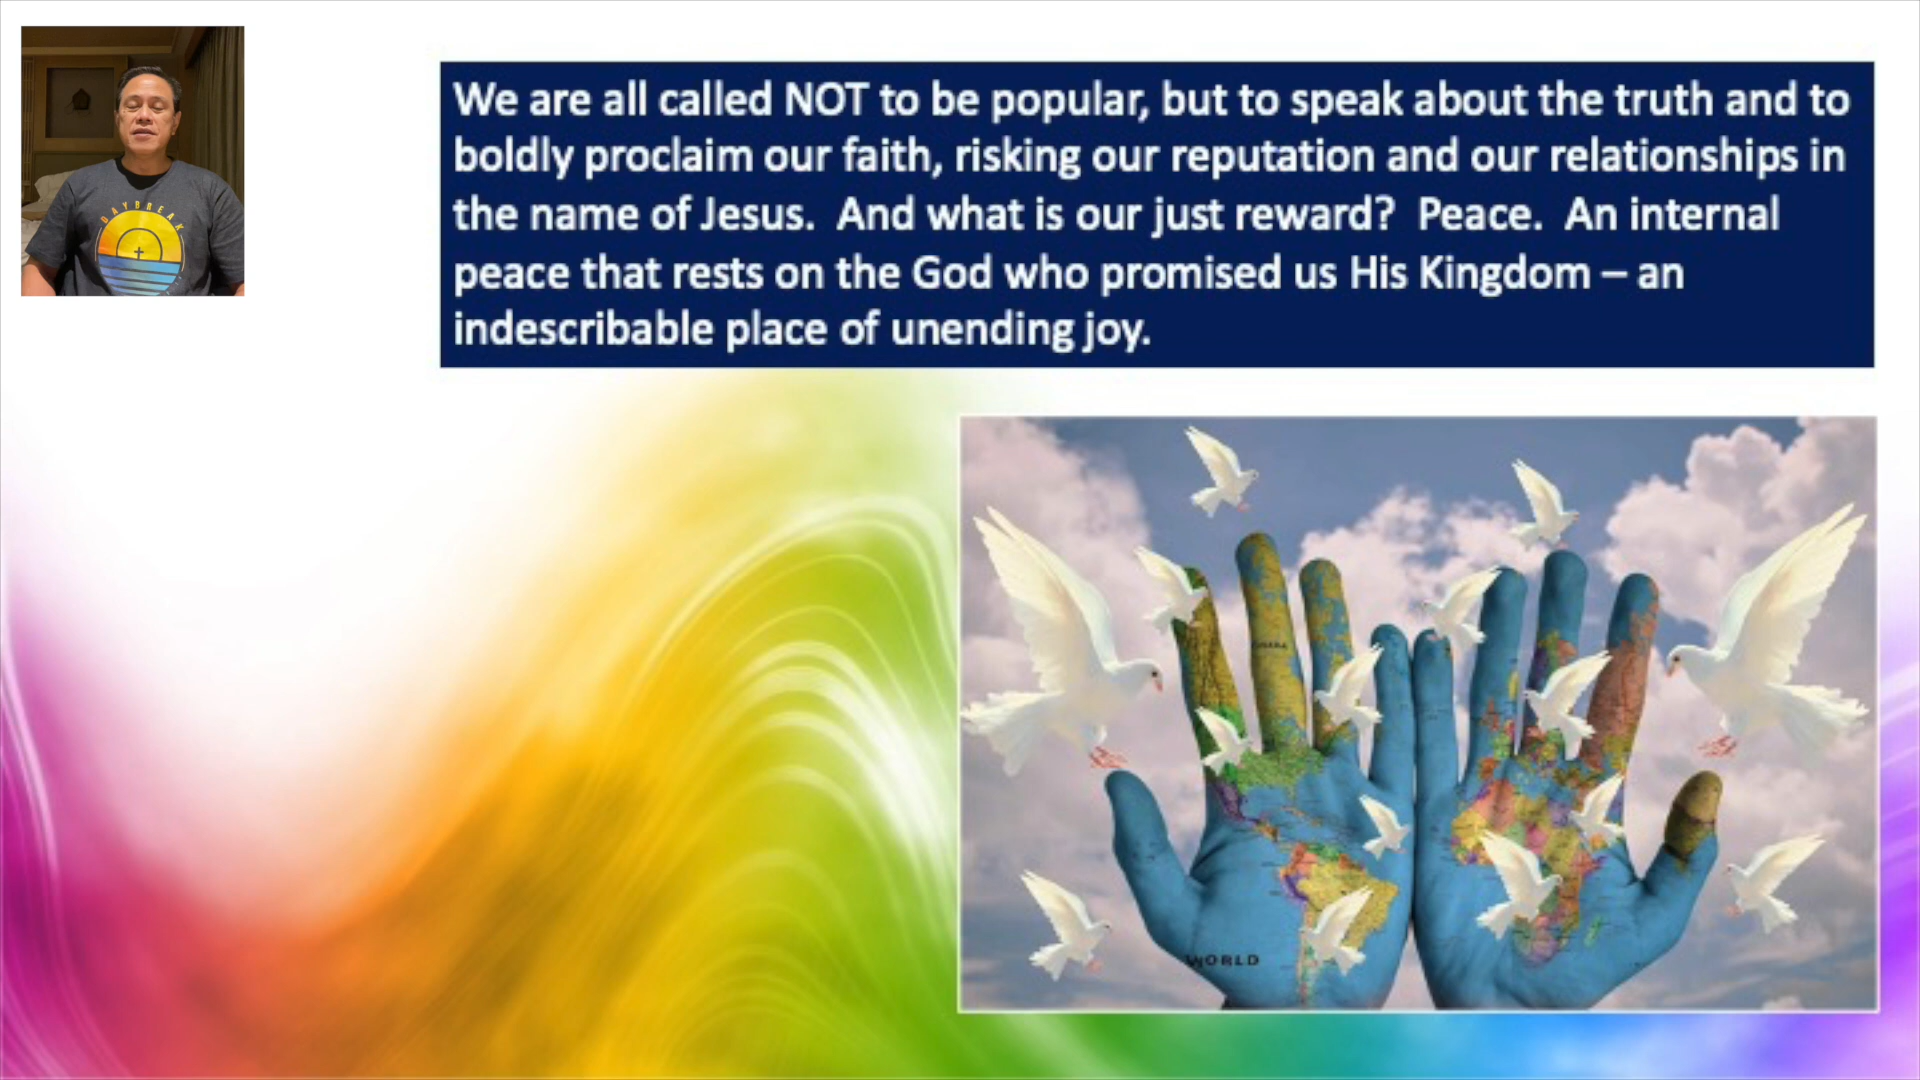 We are all called NOT to be popular, but to speak about the truth and to
boldly proclaim our faith, risking our reputation and our relationships in
the name of Jesus.  And what is our just reward?  Peace.  An internal
peace that rests on the God who promised us His Kingdom – an
indescribable place of unending joy.
DAYBREAK
WORLD